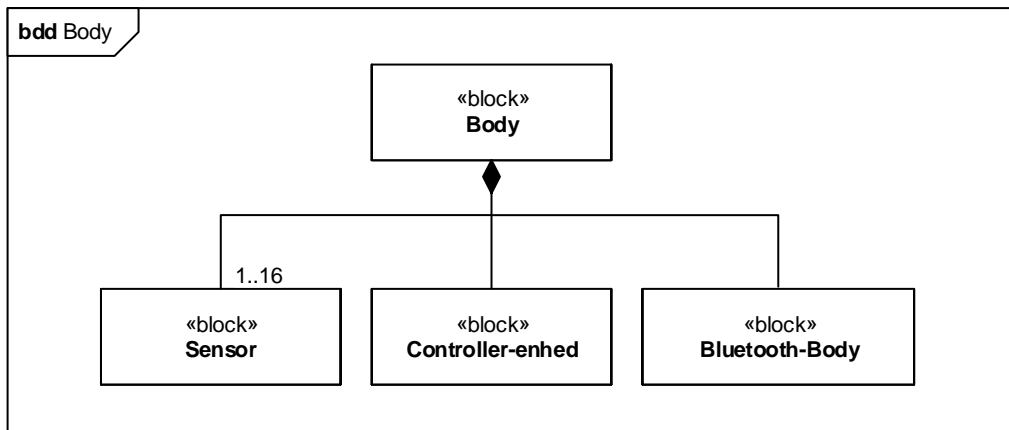 bdd Body
«block»
Body
1..16
«block»
Sensor
«block»
Controller-enhed
«block»
Bluetooth-Body